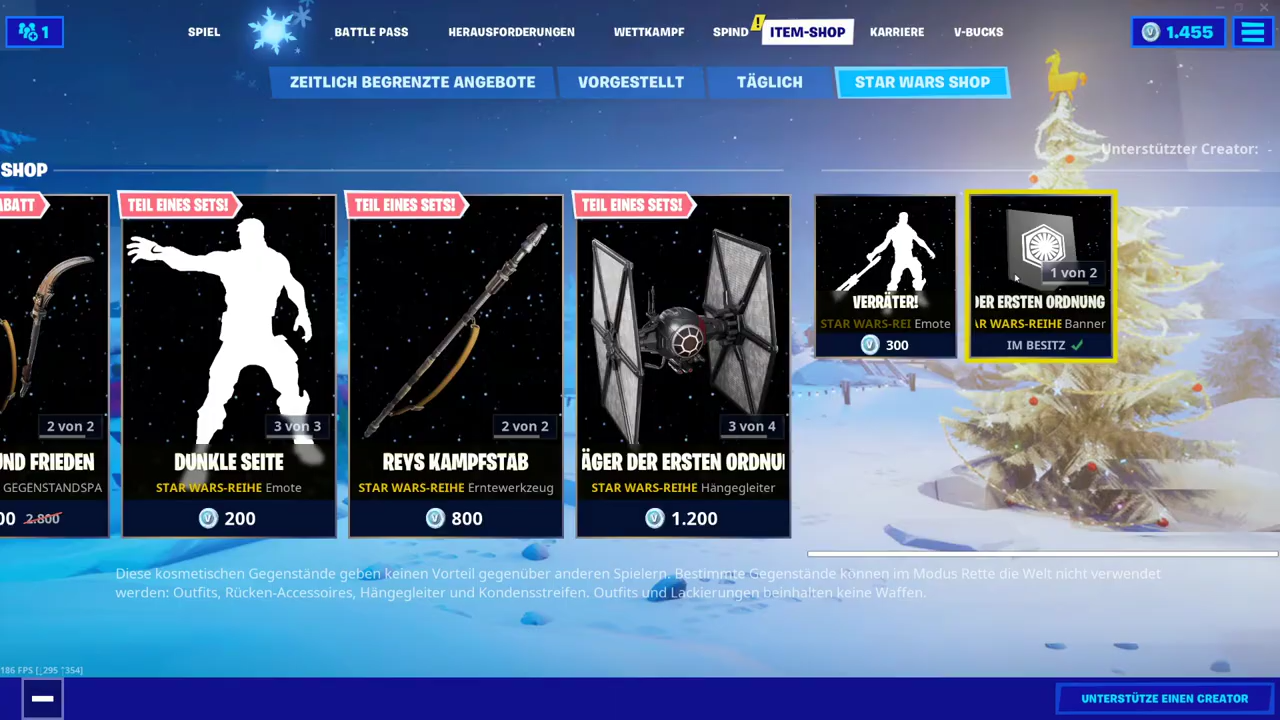 1
SPIEL
BATTLE PASS
HERAUSFORDERUNGEN
WETTKAMPF
SPIND
!
ITEM-SHOP
KARRIERE
V-BUCKS
1.455
ZEITLICH BEGRENZTE ANGEBOTE
VORGESTELLT
TÄGLICH
STAR WARS SHOP
Unterstützter Creator: -
SHOP
ABATT
2 von 2
UND FRIEDEN
GEGENSTANDSPA
00 2.800
TEIL EINES SETS!
3 von 3
DUNKLE SEITE
STAR WARS-REIHE Emote
200
TEIL EINES SETS!
2 von 2
REYS KAMPFSTAB
STAR WARS-REIHE Erntewerkzeug
800
TEIL EINES SETS!
3 von 4
ÄGER DER ERSTEN ORDNU
STAR WARS-REIHE Hängegleiter
1.200
VERRÄTER!
STAR WARS-REI Emote
300
1 von 2
DER ERSTEN ORDNUNG
AR WARS-REIHE Banner
IM BESITZ
Diese kosmetischen Gegenstände geben keinen Vorteil gegenüber anderen Spielern. Bestimmte Gegenstände können im Modus Rette die Welt nicht verwendet
werden: Outfits, Rücken-Accessoires, Hängegleiter und Kondensstreifen. Outfits und Lackierungen beinhalten keine Waffen.
186 FPS
UNTERSTÜTZE EINEN CREATOR